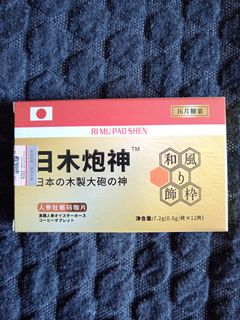 压片糖果
RI MU PAO SHEN
日木炮神™
日本の木製大砲の神
和風り飾枠
人参牡蛎玛咖片
高麗人参オイスターホース
コーヒータブレット
净含量:7.2g(0.6g/片×12片)